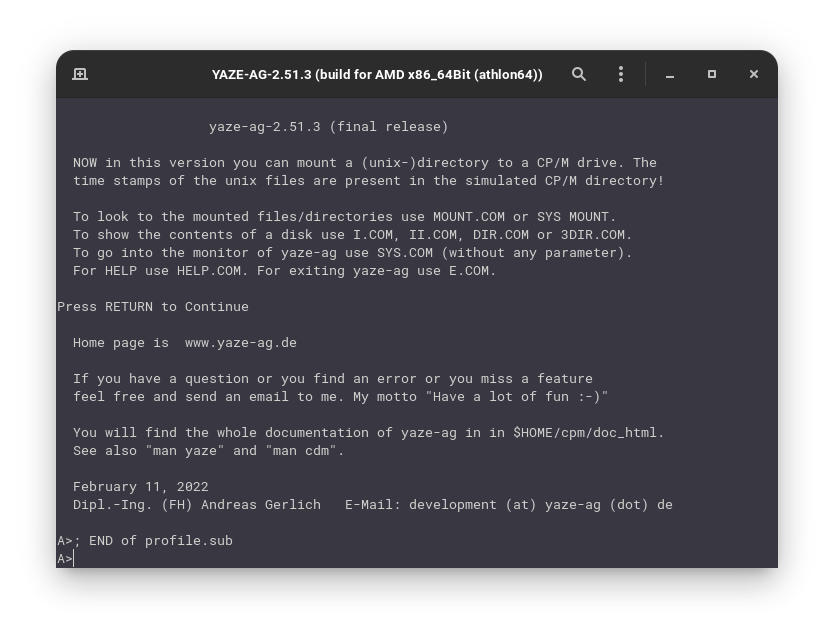 YAZE-AG-2.51.3 (build for AMD x86_64Bit (athlon64))
yaze-ag-2.51.3 (final release)
NOW in this version you can mount a (unix-)directory to a CP/M drive. The
time stamps of the unix files are present in the simulated CP/M directory!
To look to the mounted files/directories use MOUNT.COM or SYS MOUNT.
To show the contents of a disk use I.COM, II.COM, DIR.COM or 3DIR.COM.
To go into the monitor of yaze-ag use SYS.COM (without any parameter).
For HELP use HELP.COM. For exiting yaze-ag use E.COM.
Press RETURN to Continue
Home page is  www.yaze-ag.de
If you have a question or you find an error or you miss a feature
feel free and send an email to me. My motto "Have a lot of fun :-)"
You will find the whole documentation of yaze-ag in in $HOME/cpm/doc_html.
See also "man yaze" and "man cdm".
February 11, 2022
Dipl.-Ing. (FH) Andreas Gerlich   E-Mail: development (at) yaze-ag (dot) de
A>; END of profile.sub
A>